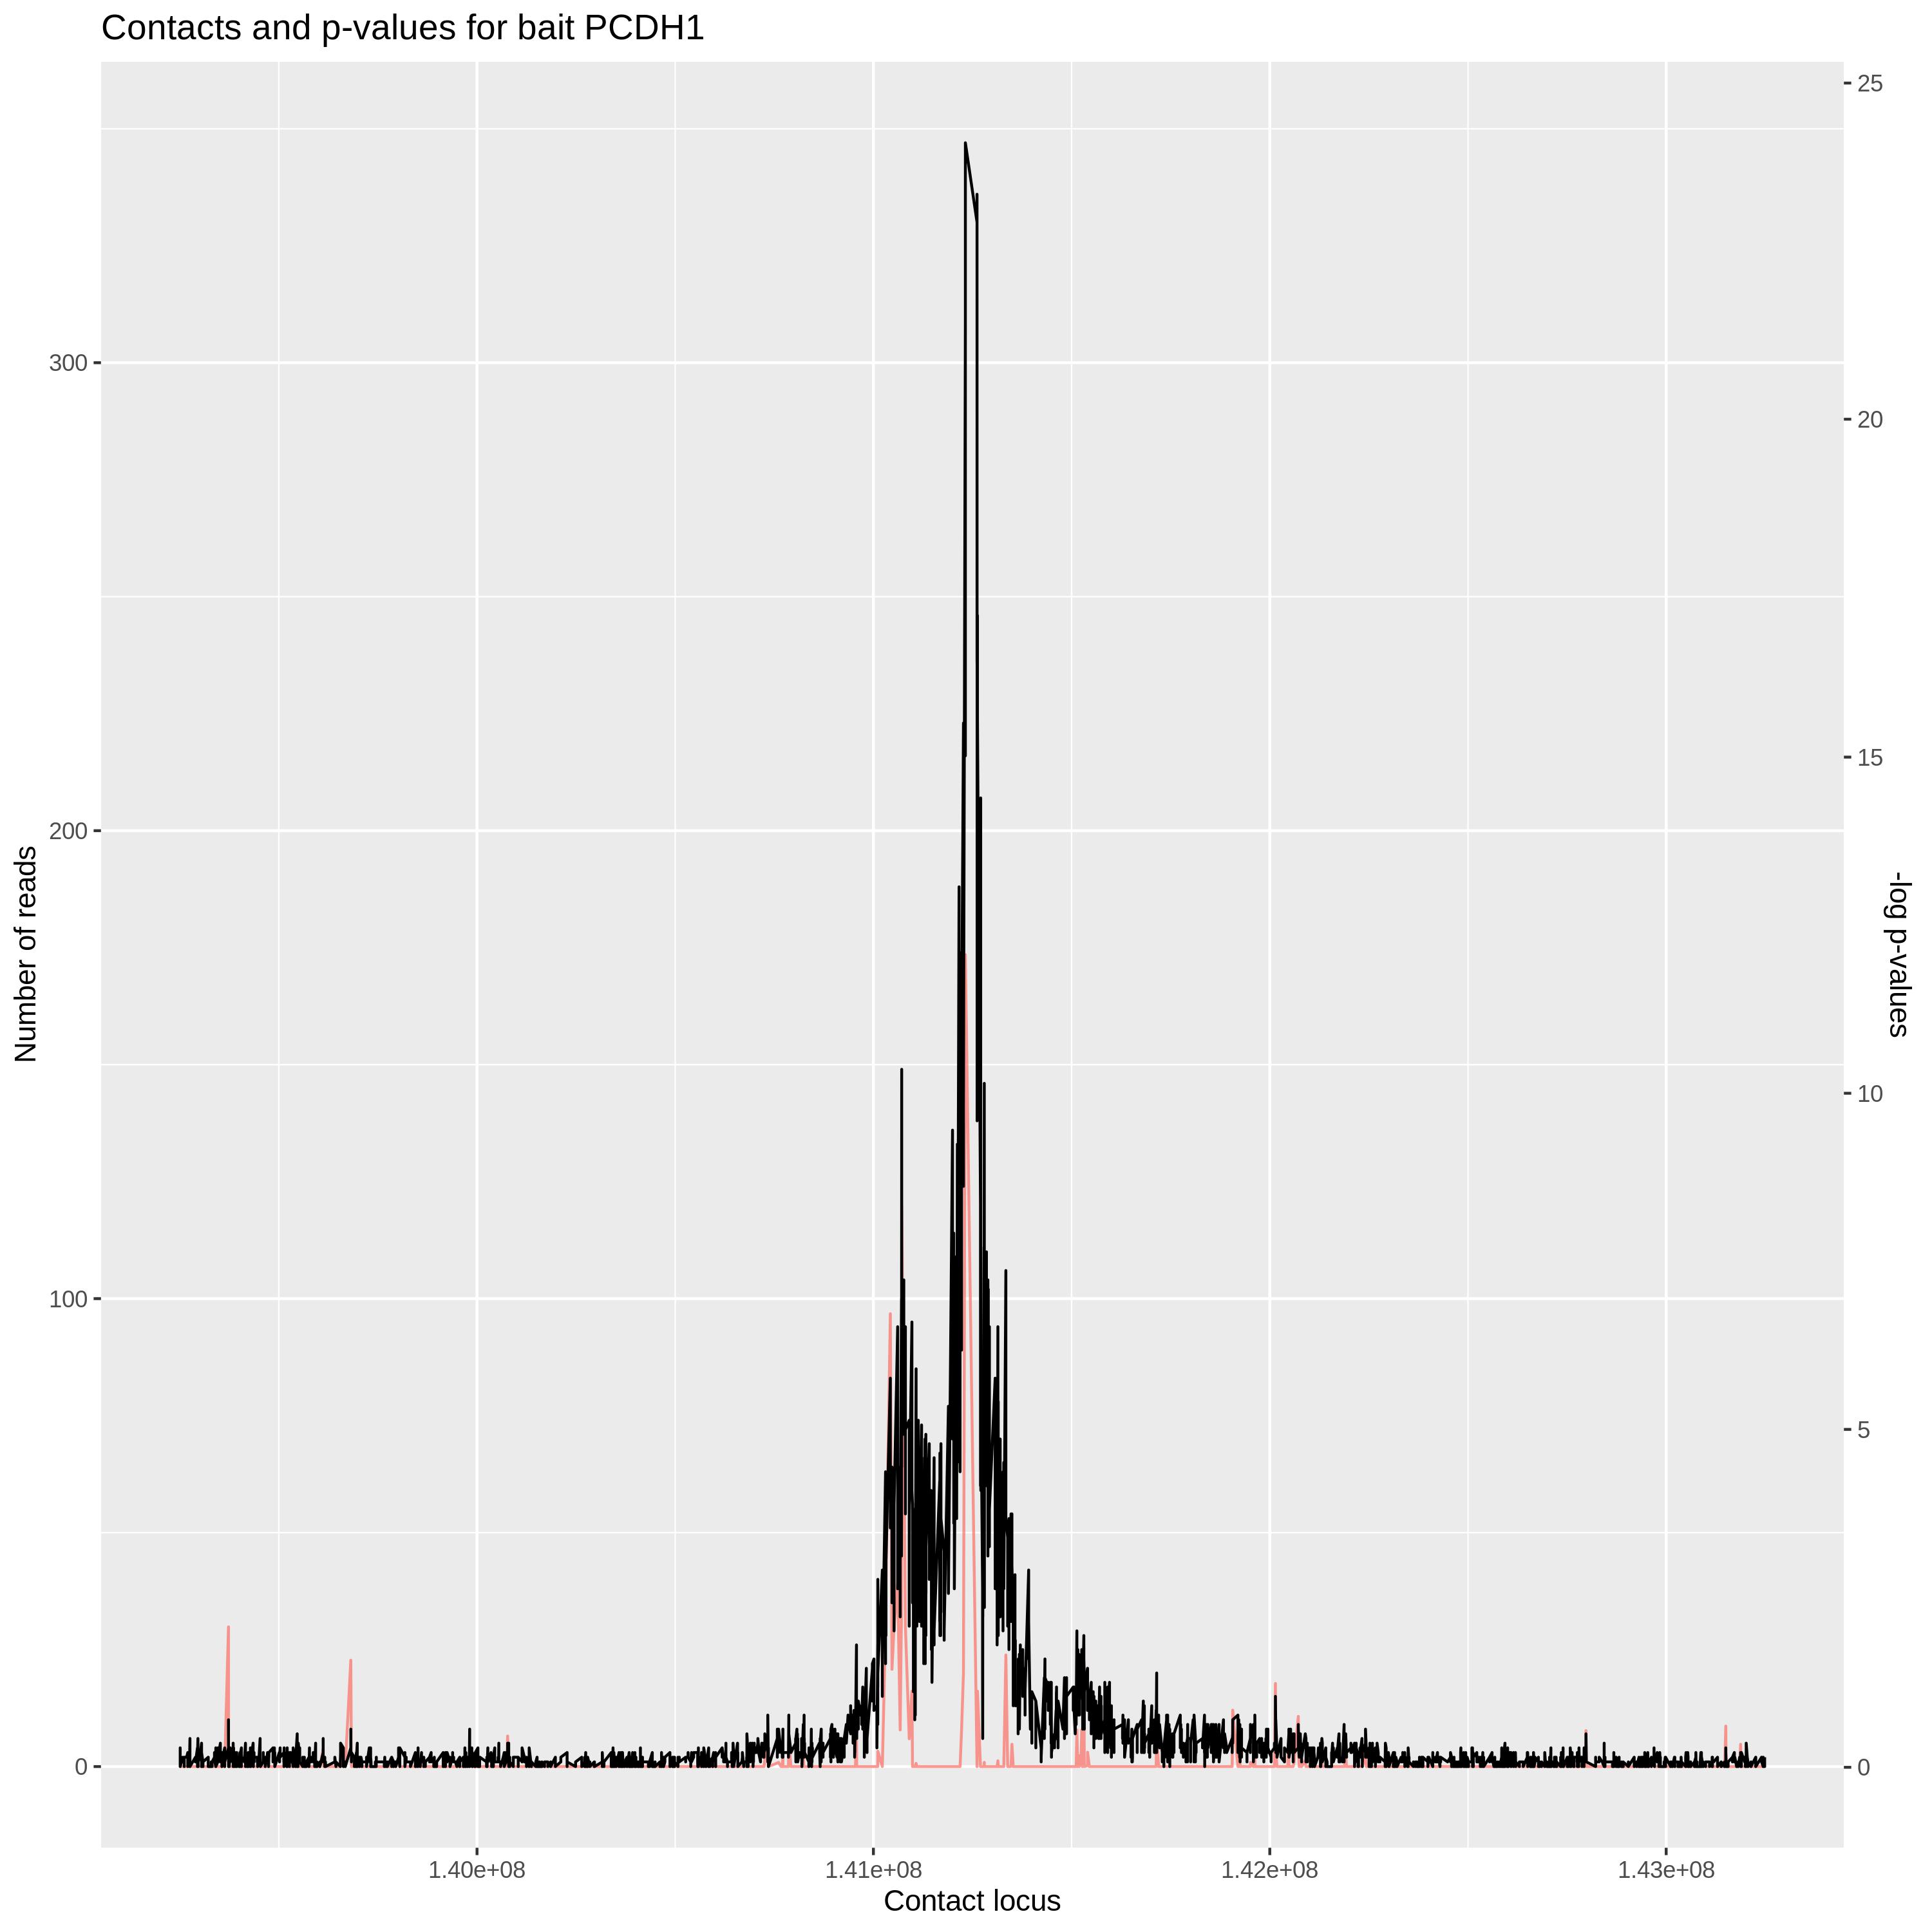 Contacts and p-values for bait PCDH1
Number of reads
300
200
100
0
25
20
15
10
5
0
-log p-values
1.40e+08
1.41e+08
1.42e+08
1.43e+08
Contact locus